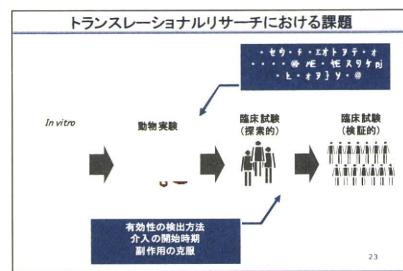 トランスレーショナルリサーチにおける課題
In vitro
動物実験
臨床試験
(探索的)
臨床試験
(検証的)
有効性の検出方法
介入の開始時期
副作用の克服
23